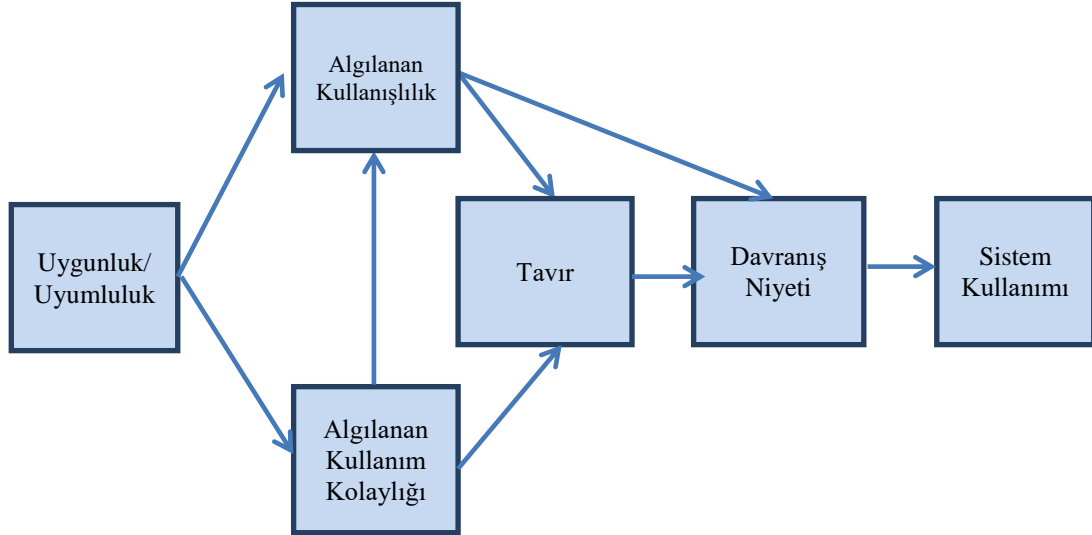 Algılanan
Kullanışlılık
Uygunluk/
Uyumluluk
Tavır
Davranış
Niyeti
Sistem
Kullanımı
Algılanan
Kullanım
Kolaylığı